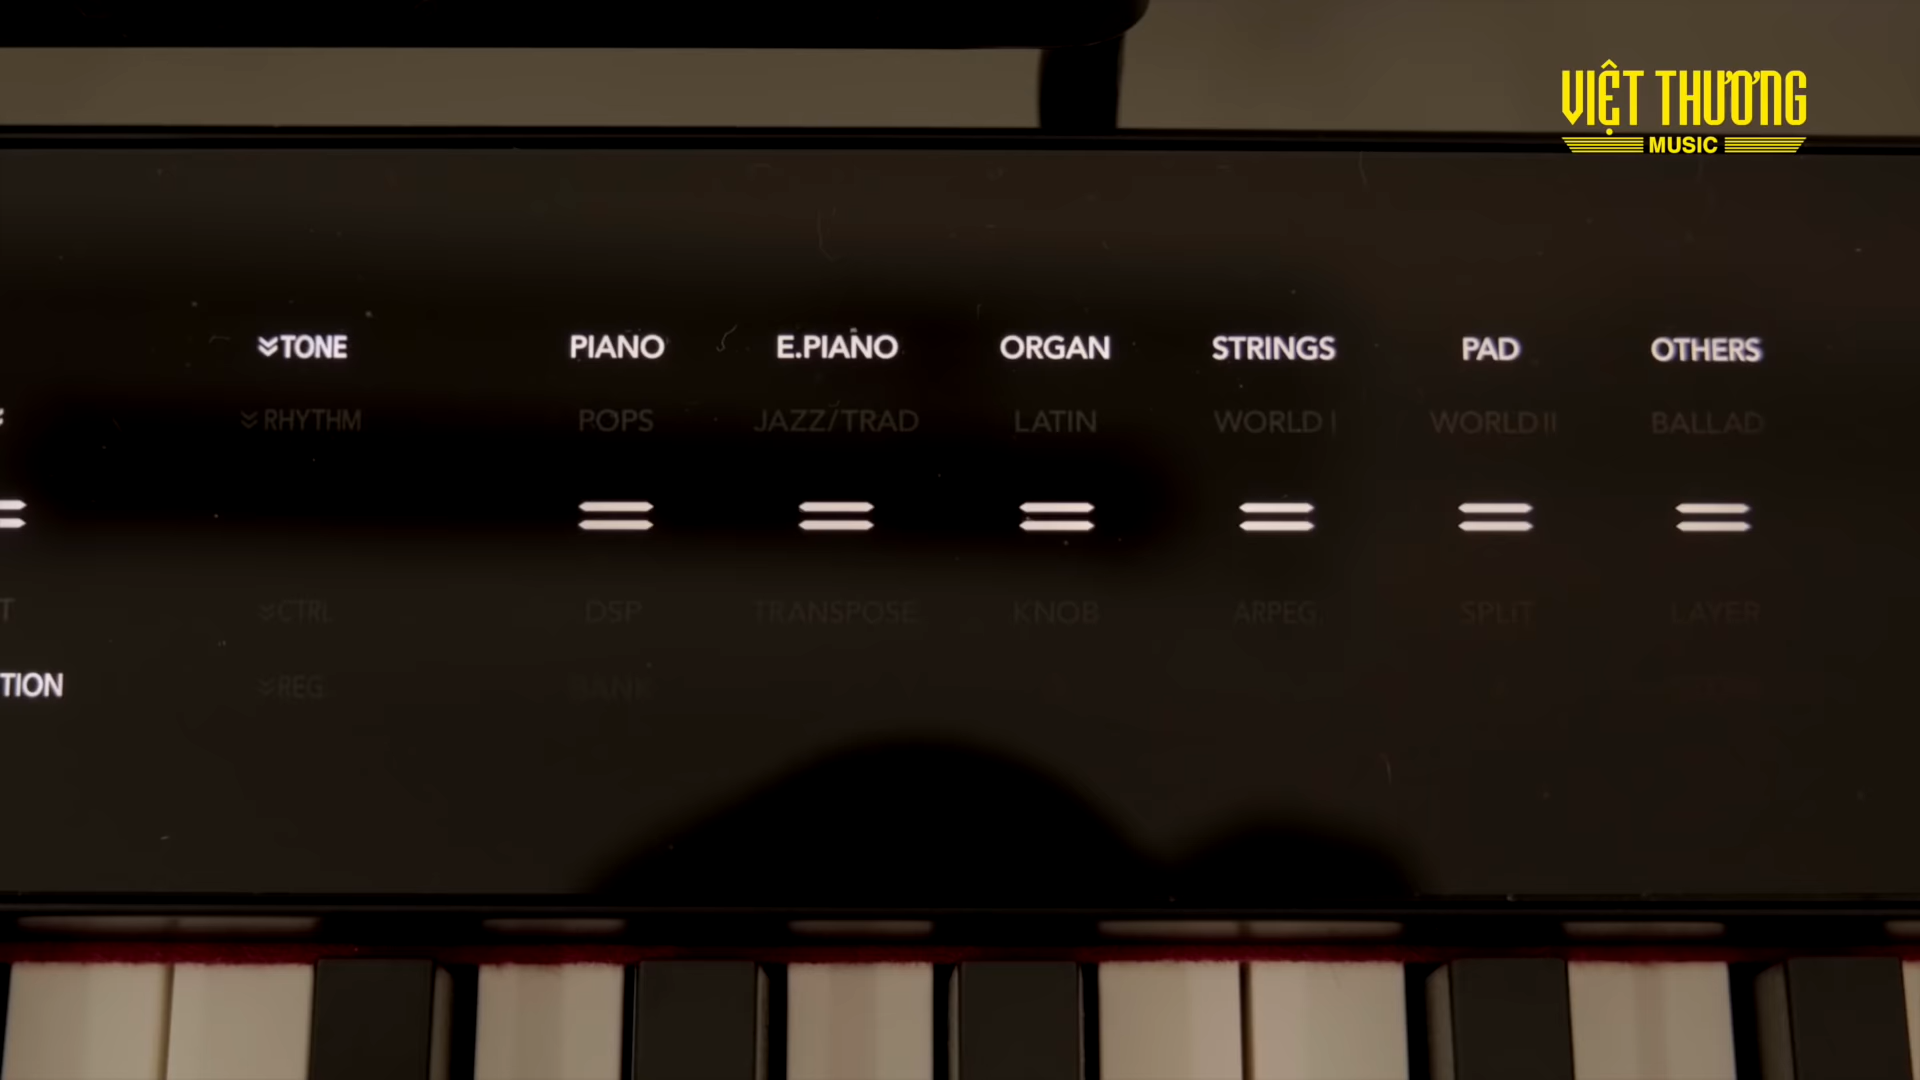 VIỆT THƯƠNG
MUSIC
TONE PIANO E.PIANO ORGAN STRINGS PAD OTHERS
RHYTHM POPS JAZZ/TRAD LATIN WORLD I WORLD II BALLAD
T CTRL DSP TRANSPOSE KNOB ARPEG. SPLIT LAYER
TION REG. BANK